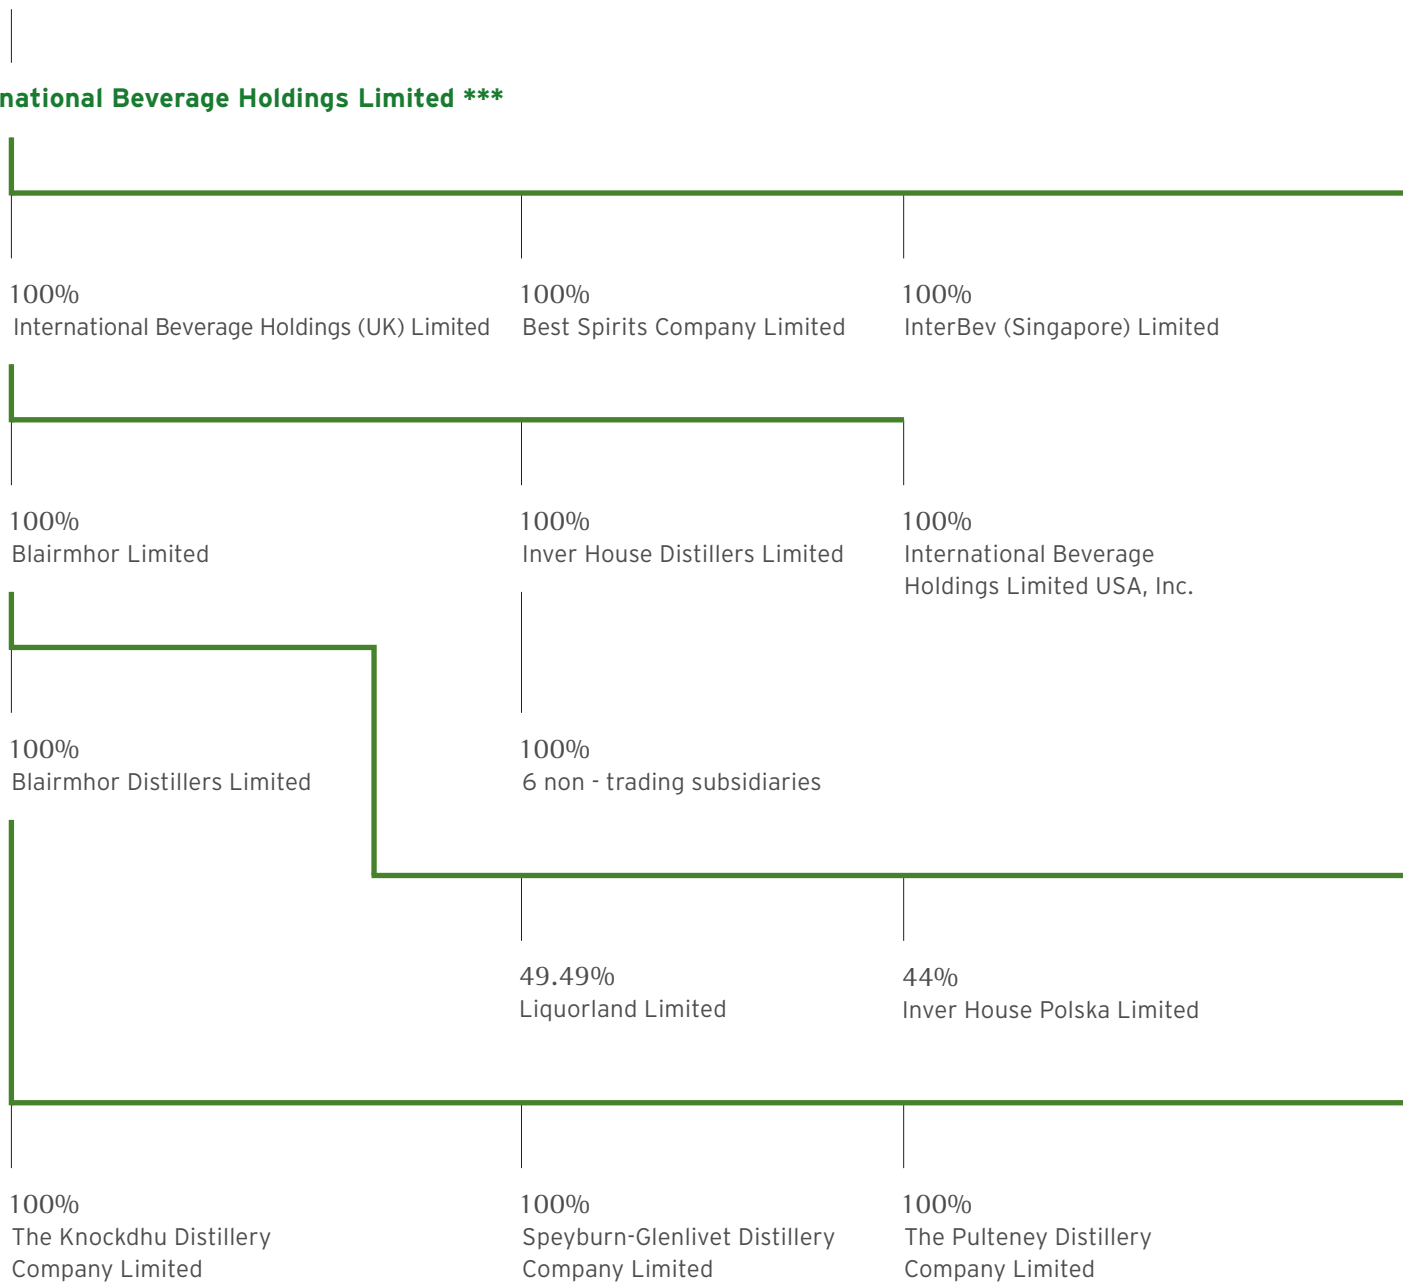 national Beverage Holdings Limited ***
100%
International Beverage Holdings (UK) Limited
100%
Best Spirits Company Limited
100%
InterBev (Singapore) Limited
100%
Blairmhor Limited
100%
Inver House Distillers Limited
100%
International Beverage
Holdings Limited USA, Inc.
100%
Blairmhor Distillers Limited
100%
6 non - trading subsidiaries
49.49%
Liquorland Limited
44%
Inver House Polska Limited
100%
The Knockdhu Distillery
Company Limited
100%
Speyburn-Glenlivet Distillery
Company Limited
100%
The Pulteney Distillery
Company Limited